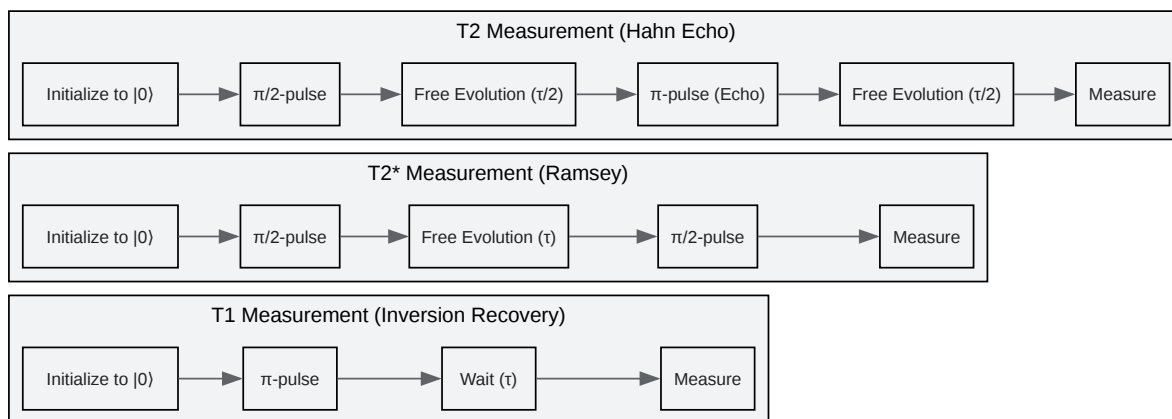 T2 Measurement (Hahn Echo)
Initialize to |0⟩
π/2-pulse
Free Evolution (τ/2)
π-pulse (Echo)
Free Evolution (τ/2)
Measure
T2* Measurement (Ramsey)
Initialize to |0⟩
π/2-pulse
Free Evolution (τ)
π/2-pulse
Measure
T1 Measurement (Inversion Recovery)
Initialize to |0⟩
π-pulse
Wait (τ)
Measure